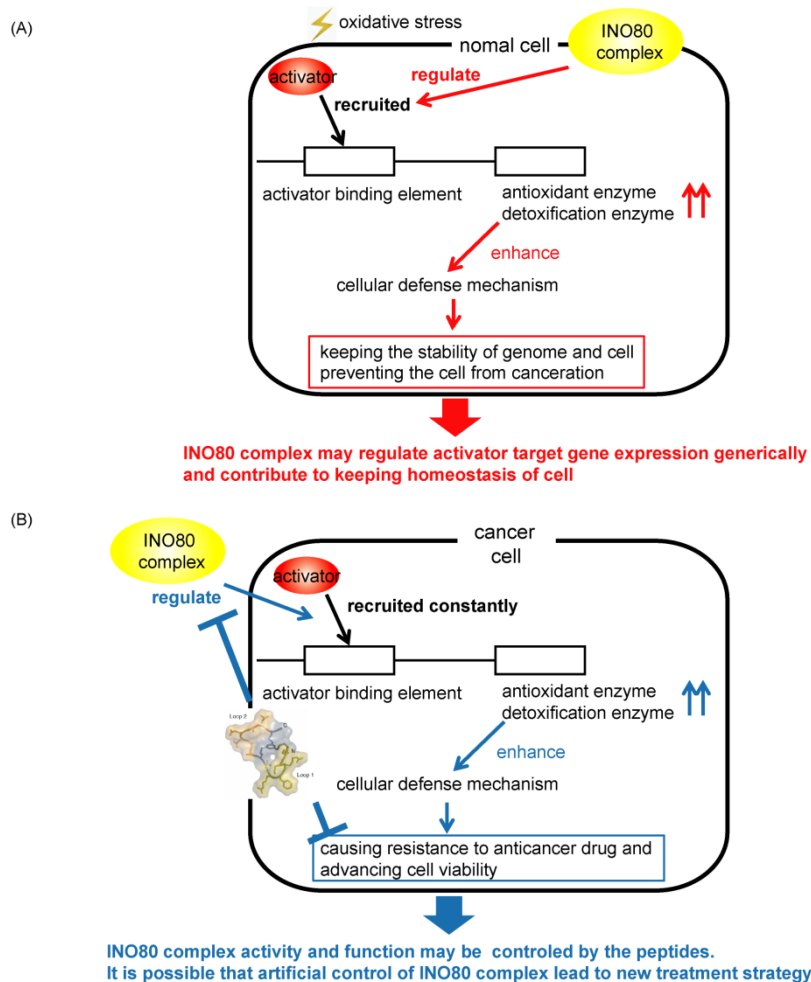 (A)
oxidative stress
nomal cell
INO80
complex
activator
regulate
recruited
activator binding element
antioxidant enzyme
detoxification enzyme
enhance
cellular defense mechanism
keeping the stability of genome and cell
preventing the cell from canceration
INO80 complex may regulate activator target gene expression generically
and contribute to keeping homeostasis of cell
(B)
INO80
complex
cancer
cell
activator
regulate
recruited constantly
activator binding element
antioxidant enzyme
detoxification enzyme
Loop 2
Loop 1
enhance
cellular defense mechanism
causing resistance to anticancer drug and
advancing cell viability
INO80 complex activity and function may be controled by the peptides.
It is possible that artificial control of INO80 complex lead to new treatment strategy